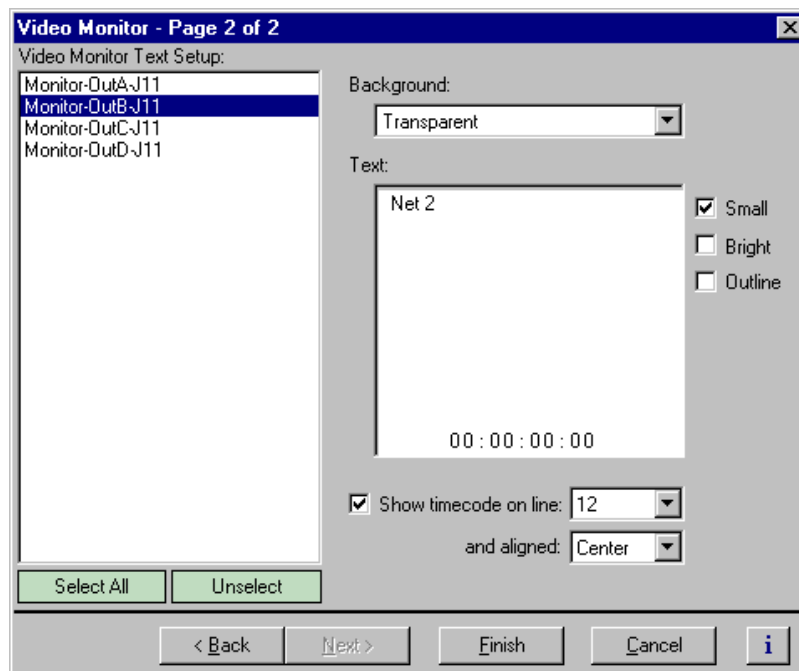 Video Monitor - Page 2 of 2
Video Monitor Text Setup:
Monitor-OutA-J11
Monitor-OutB-J11
Monitor-OutC-J11
Monitor-OutD-J11
Select All
Unselect
Background:
Transparent
Text:
Net 2
00:00:00:00
Small
Bright
Outline
Show timecode on line: 12
and aligned: Center
< Back
Next >
Finish
Cancel
i